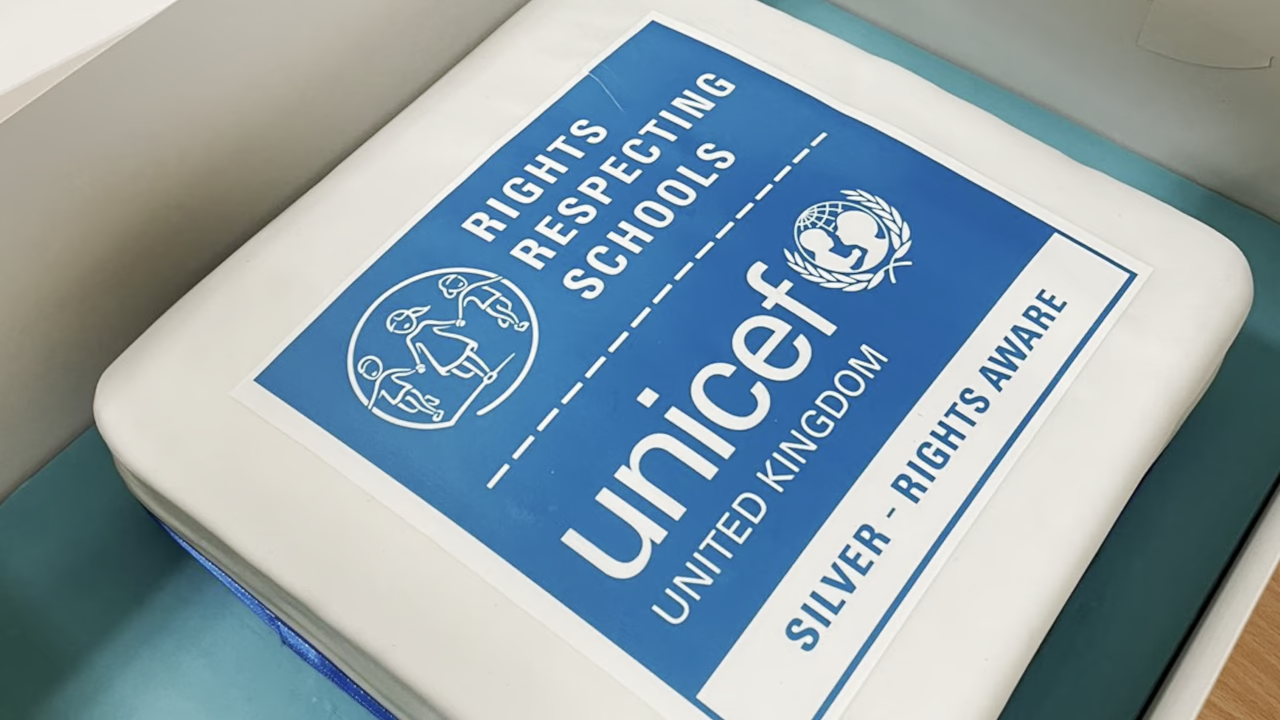 RIGHTS
RESPECTING
SCHOOLS
unicef
UNITED KINGDOM
SILVER - RIGHTS AWARE